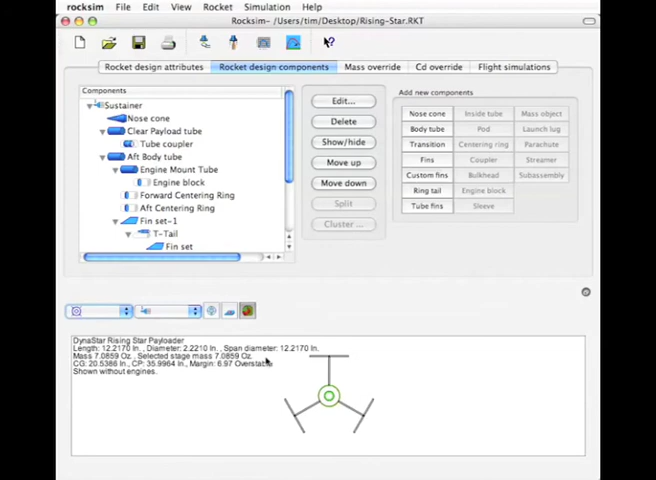 rocksim File Edit View Rocket Simulation Help
Rocksim- /Users/tim/Desktop/Rising-Star.RKT
Rocket design attributes Rocket design components Mass override Cd override Flight simulations
Components
Sustainer
Nose cone
Clear Payload tube
Tube coupler
Aft Body tube
Engine Mount Tube
Engine block
Forward Centering Ring
Aft Centering Ring
Fin set-1
T-Tail
Fin set
Edit...
Delete
Show/hide
Move up
Move down
Split
Cluster ...
Add new components
Nose cone Inside tube Mass object
Body tube Pod Launch lug
Transition Centering ring Parachute
Fins Coupler Streamer
Custom fins Bulkhead Subassembly
Ring tail Engine block
Tube fins Sleeve
DynaStar Rising Star Payloader
Length: 12.2170 In. , Diameter: 2.2210 In. , Span diameter: 12.2170 In.
Mass 7.0859 Oz. , Selected stage mass 7.0859 Oz.
CG: 20.5386 In., CP: 35.9964 In., Margin: 6.97 Overstable
Shown without engines.